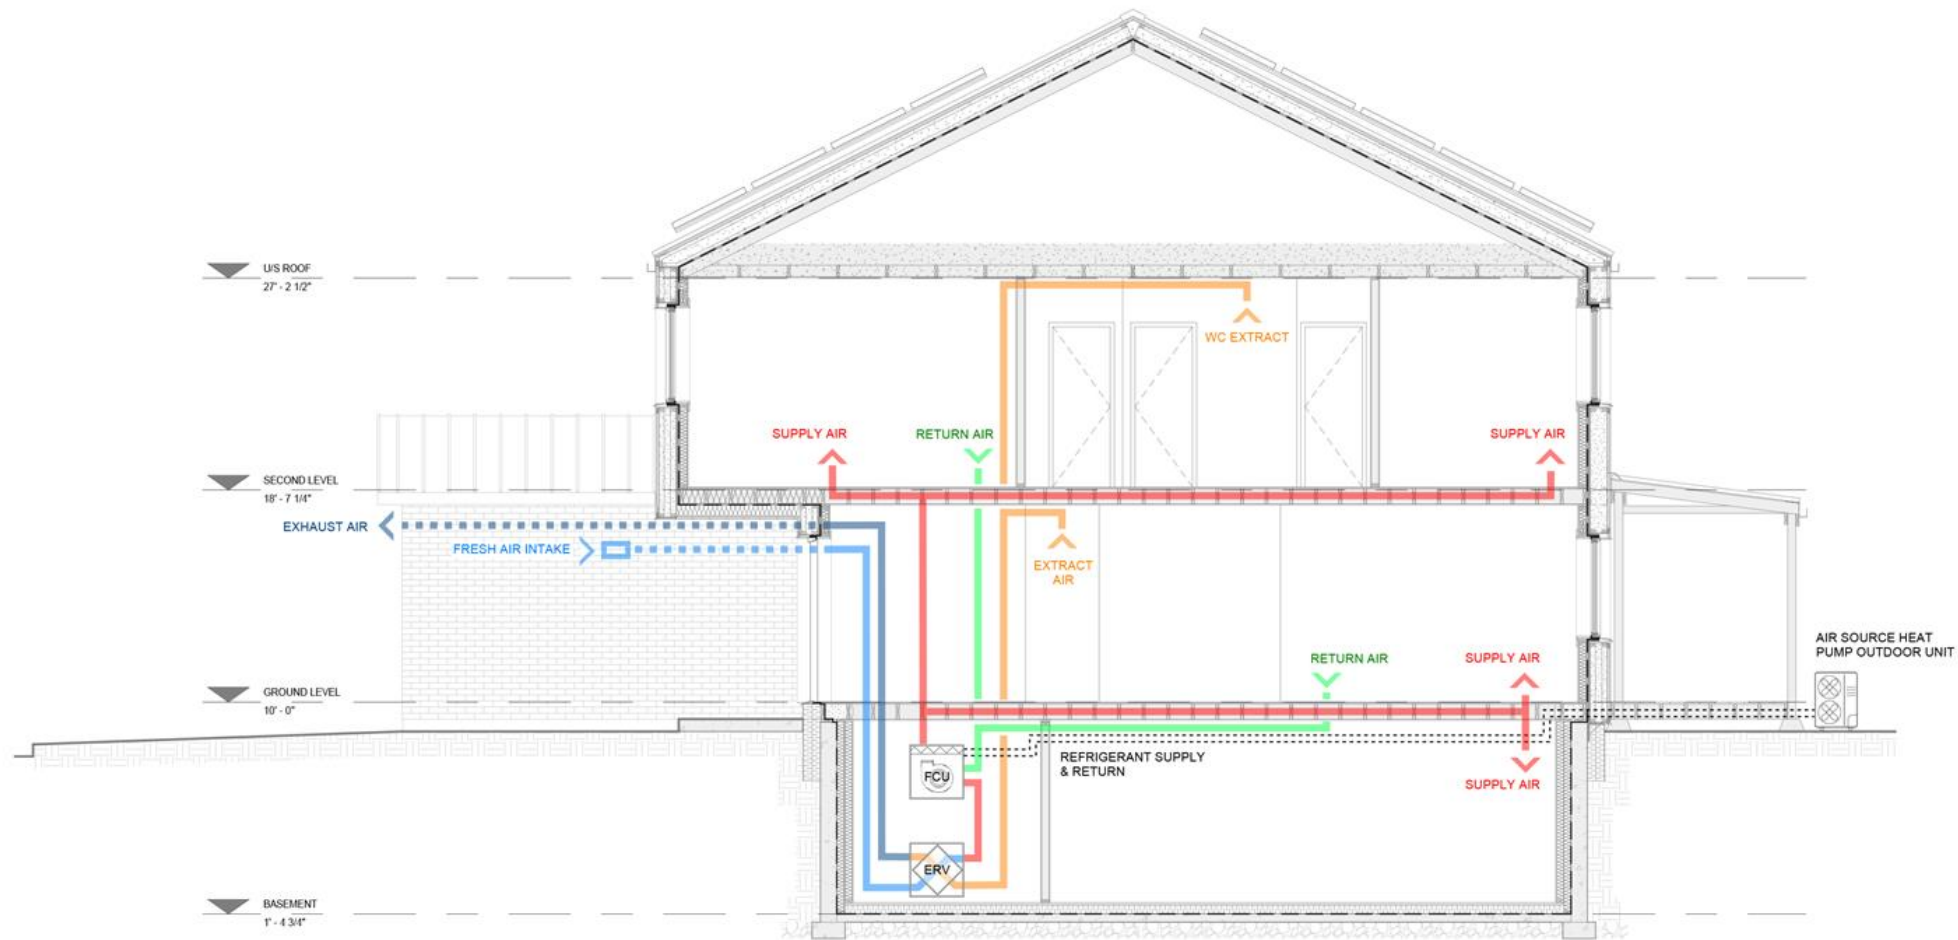 U/S ROOF
27' - 2 1/2"
WC EXTRACT
SUPPLY AIR
RETURN AIR
SUPPLY AIR
SECOND LEVEL
18' - 7 1/4"
EXHAUST AIR
FRESH AIR INTAKE
EXTRACT
AIR
AIR SOURCE HEAT
PUMP OUTDOOR UNIT
RETURN AIR
SUPPLY AIR
GROUND LEVEL
10' - 0"
REFRIGERANT SUPPLY
& RETURN
FCU
SUPPLY AIR
ERV
BASEMENT
1' - 4 3/4"